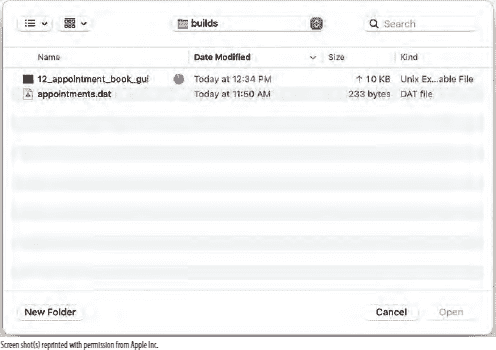 builds
Search
Name Date Modified Size Kind
12_appointment_book_gui Today at 12:34 PM ↑ 10 KB Unix Ex...able File
appointments.dat Today at 11:50 AM 233 bytes DAT file
New Folder Cancel Open
Screen shot(s) reprinted with permission from Apple Inc.